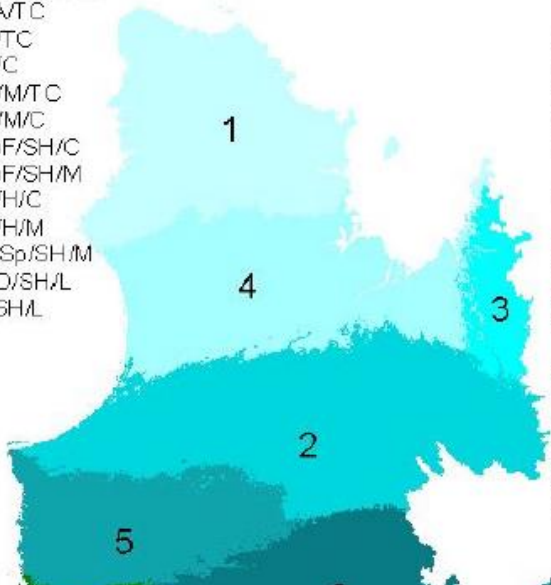 A/TC
/TC
/C
/M/TC
/M/C
F/SH/C
F/SH/M
/H/C
/H/M
Sp/SH/M
D/SH/L
SH/L
1
4
3
2
5